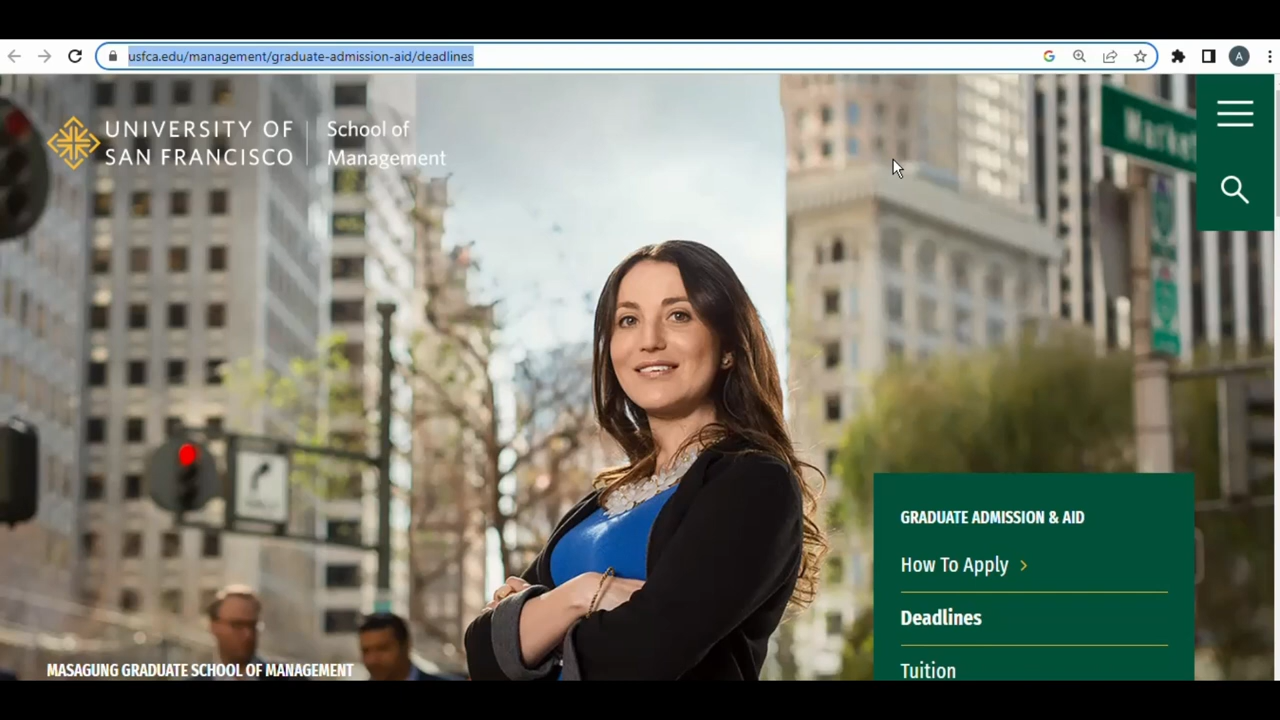 usfca.edu/management/graduate-admission-aid/deadlines
A
UNIVERSITY OF
SAN FRANCISCO
School of
Management
Market
GRADUATE ADMISSION & AID
How To Apply
Deadlines
Tuition
MASAGUNG GRADUATE SCHOOL OF MANAGEMENT